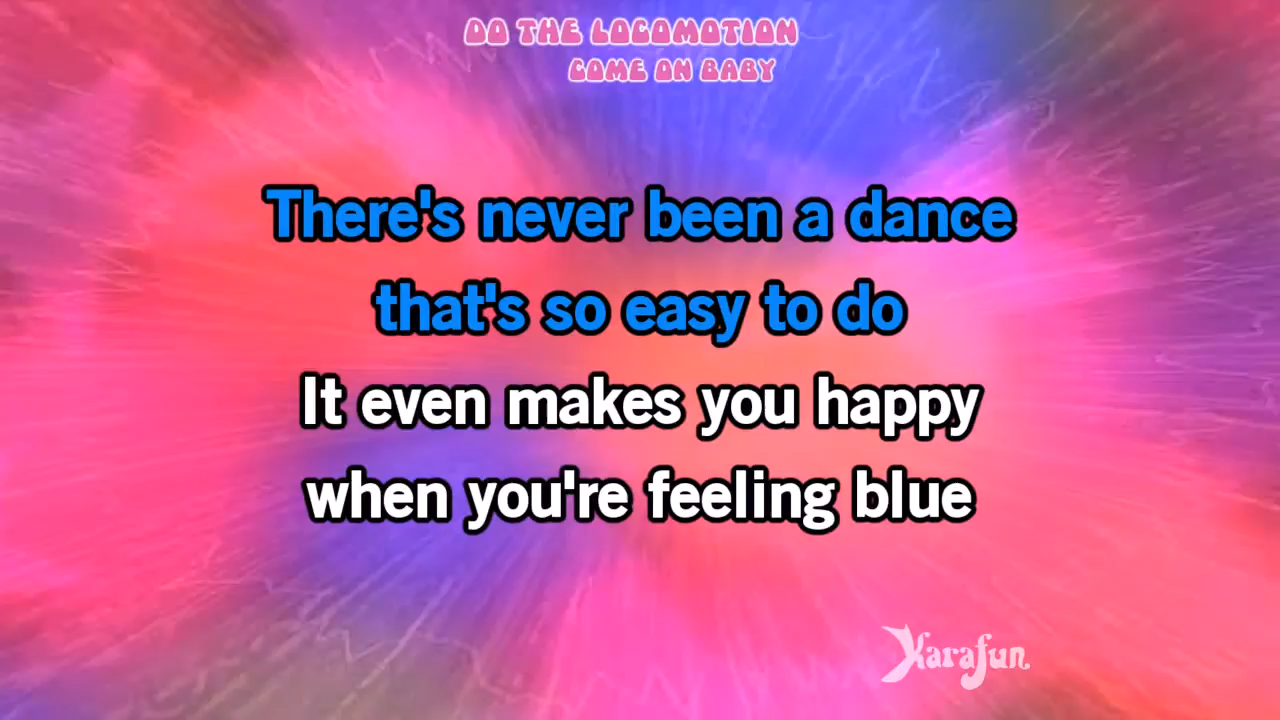 DO THE LOCOMOTION
COME ON BABY
There's never been a dance
that's so easy to do
It even makes you happy
when you're feeling blue
Karafun